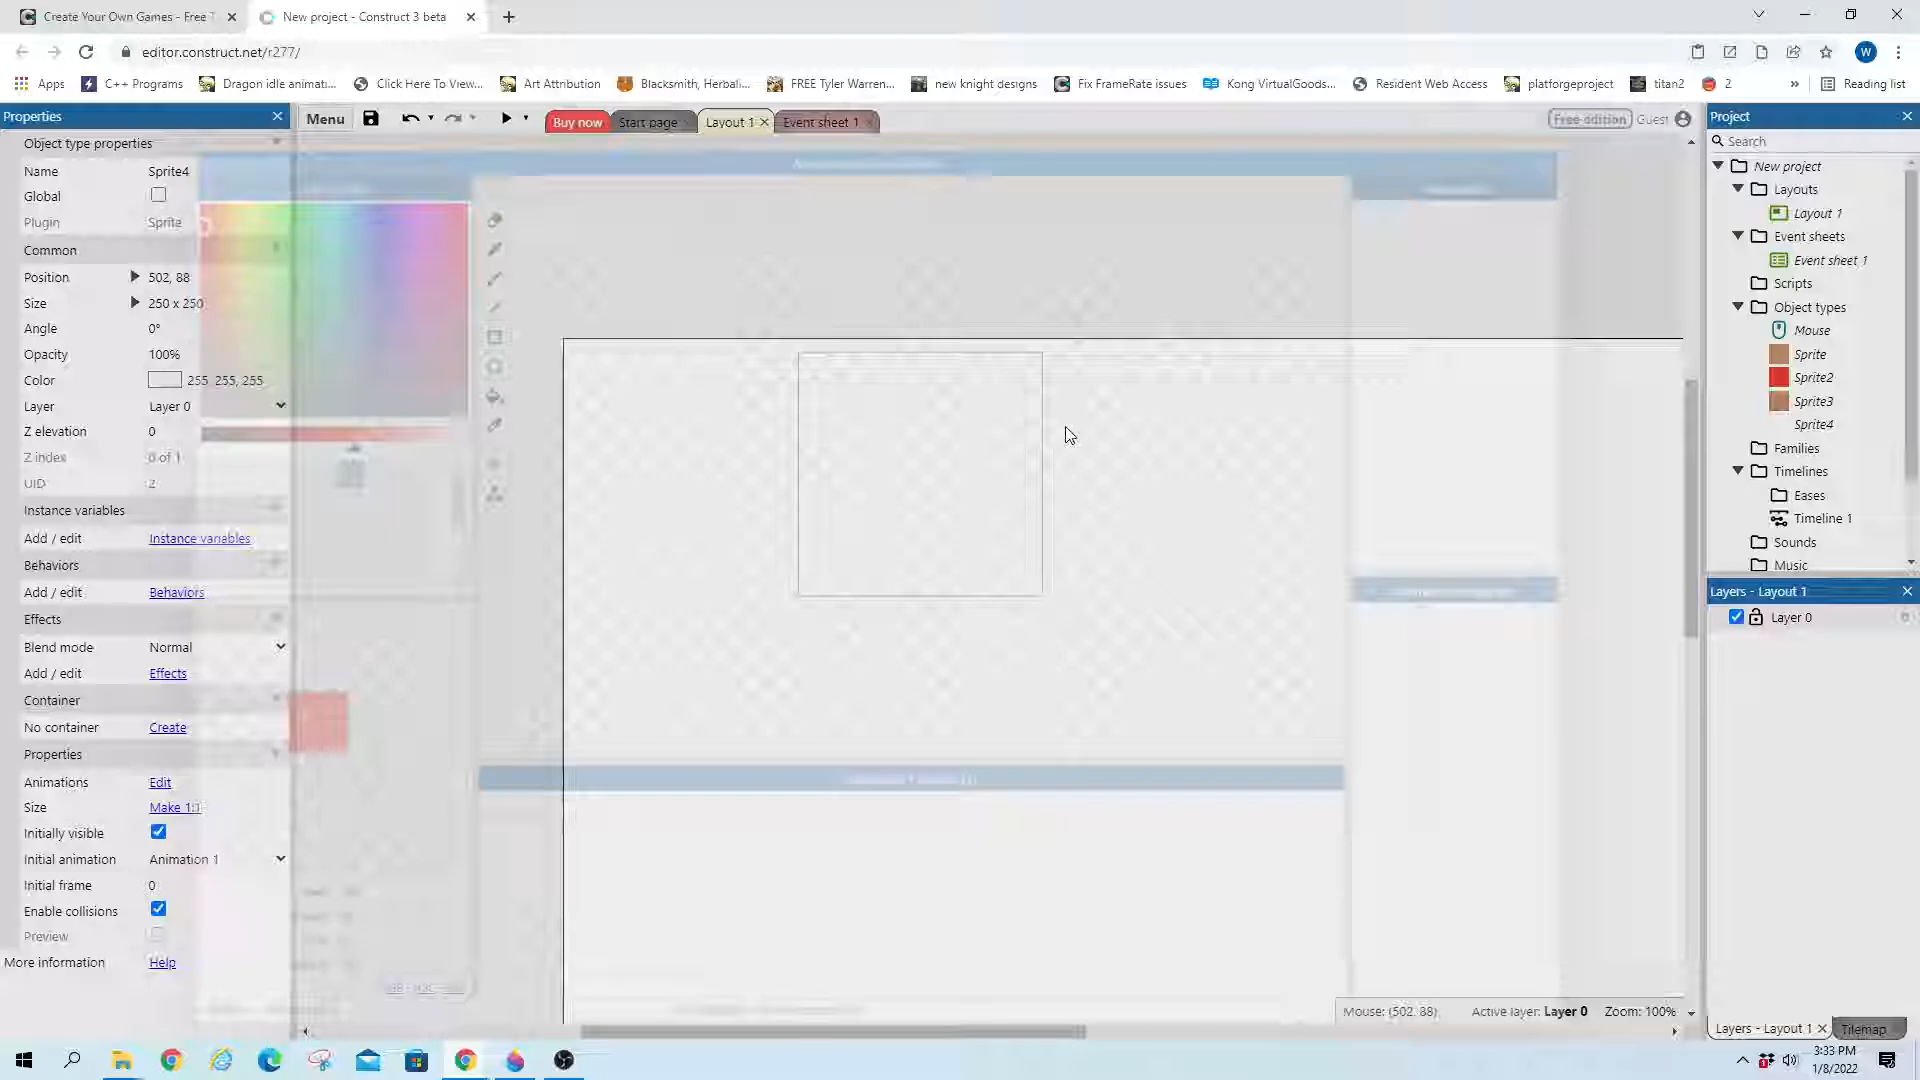 Create Your Own Games - Free T
New project - Construct 3 beta
editor.construct.net/r277/
W
Apps
C++ Programs
Dragon idle animati...
Click Here To View...
Art Attribution
Blacksmith, Herbali...
FREE Tyler Warren...
new knight designs
Fix FrameRate issues
Kong VirtualGoods...
Resident Web Access
platforgeproject
titan2
2
Reading list
Properties
Menu
Buy now
Start page
Layout 1
Event sheet 1
Free edition
Guest
Project
Object type properties
Name Sprite4
Global
Plugin Sprite
Common
Position 502, 88
Size 250 x 250
Angle 0°
Opacity 100%
Color 255, 255, 255
Layer Layer 0
Z elevation 0
Z index 0 of 1
UID 2
Instance variables
Add / edit Instance variables
Behaviors
Add / edit Behaviors
Effects
Blend mode Normal
Add / edit Effects
Container
No container Create
Properties
Animations Edit
Size Make 1:1
Initially visible
Initial animation Animation 1
Initial frame 0
Enable collisions
Preview
More information Help
Search
New project
Layouts
Layout 1
Event sheets
Event sheet 1
Scripts
Object types
Mouse
Sprite
Sprite2
Sprite3
Sprite4
Families
Timelines
Eases
Timeline 1
Sounds
Music
Layers - Layout 1
Layer 0
Mouse: (502, 88)
Active layer: Layer 0
Zoom: 100%
Layers - Layout 1
Tilemap
3:33 PM
1/8/2022